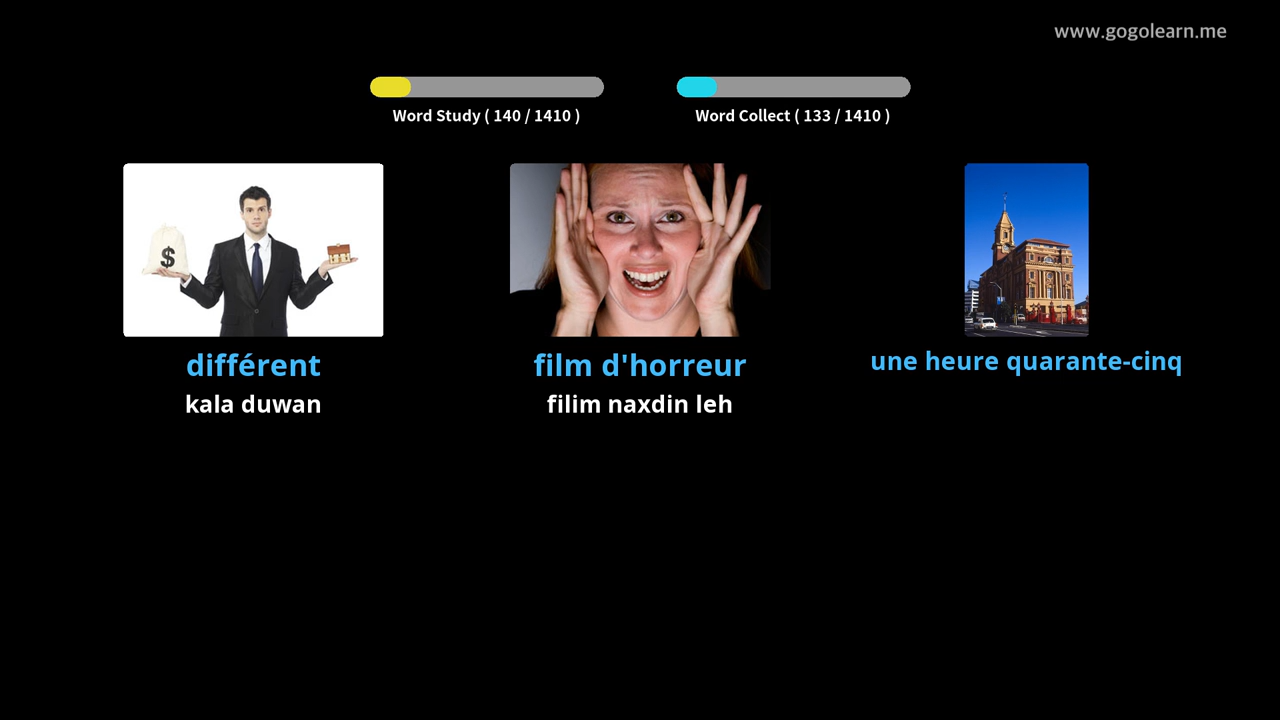 www.gogolearn.me
Word Study ( 140 / 1410 )
Word Collect ( 133 / 1410 )
différent
kala duwan
film d'horreur
filim naxdin leh
une heure quarante-cinq
$